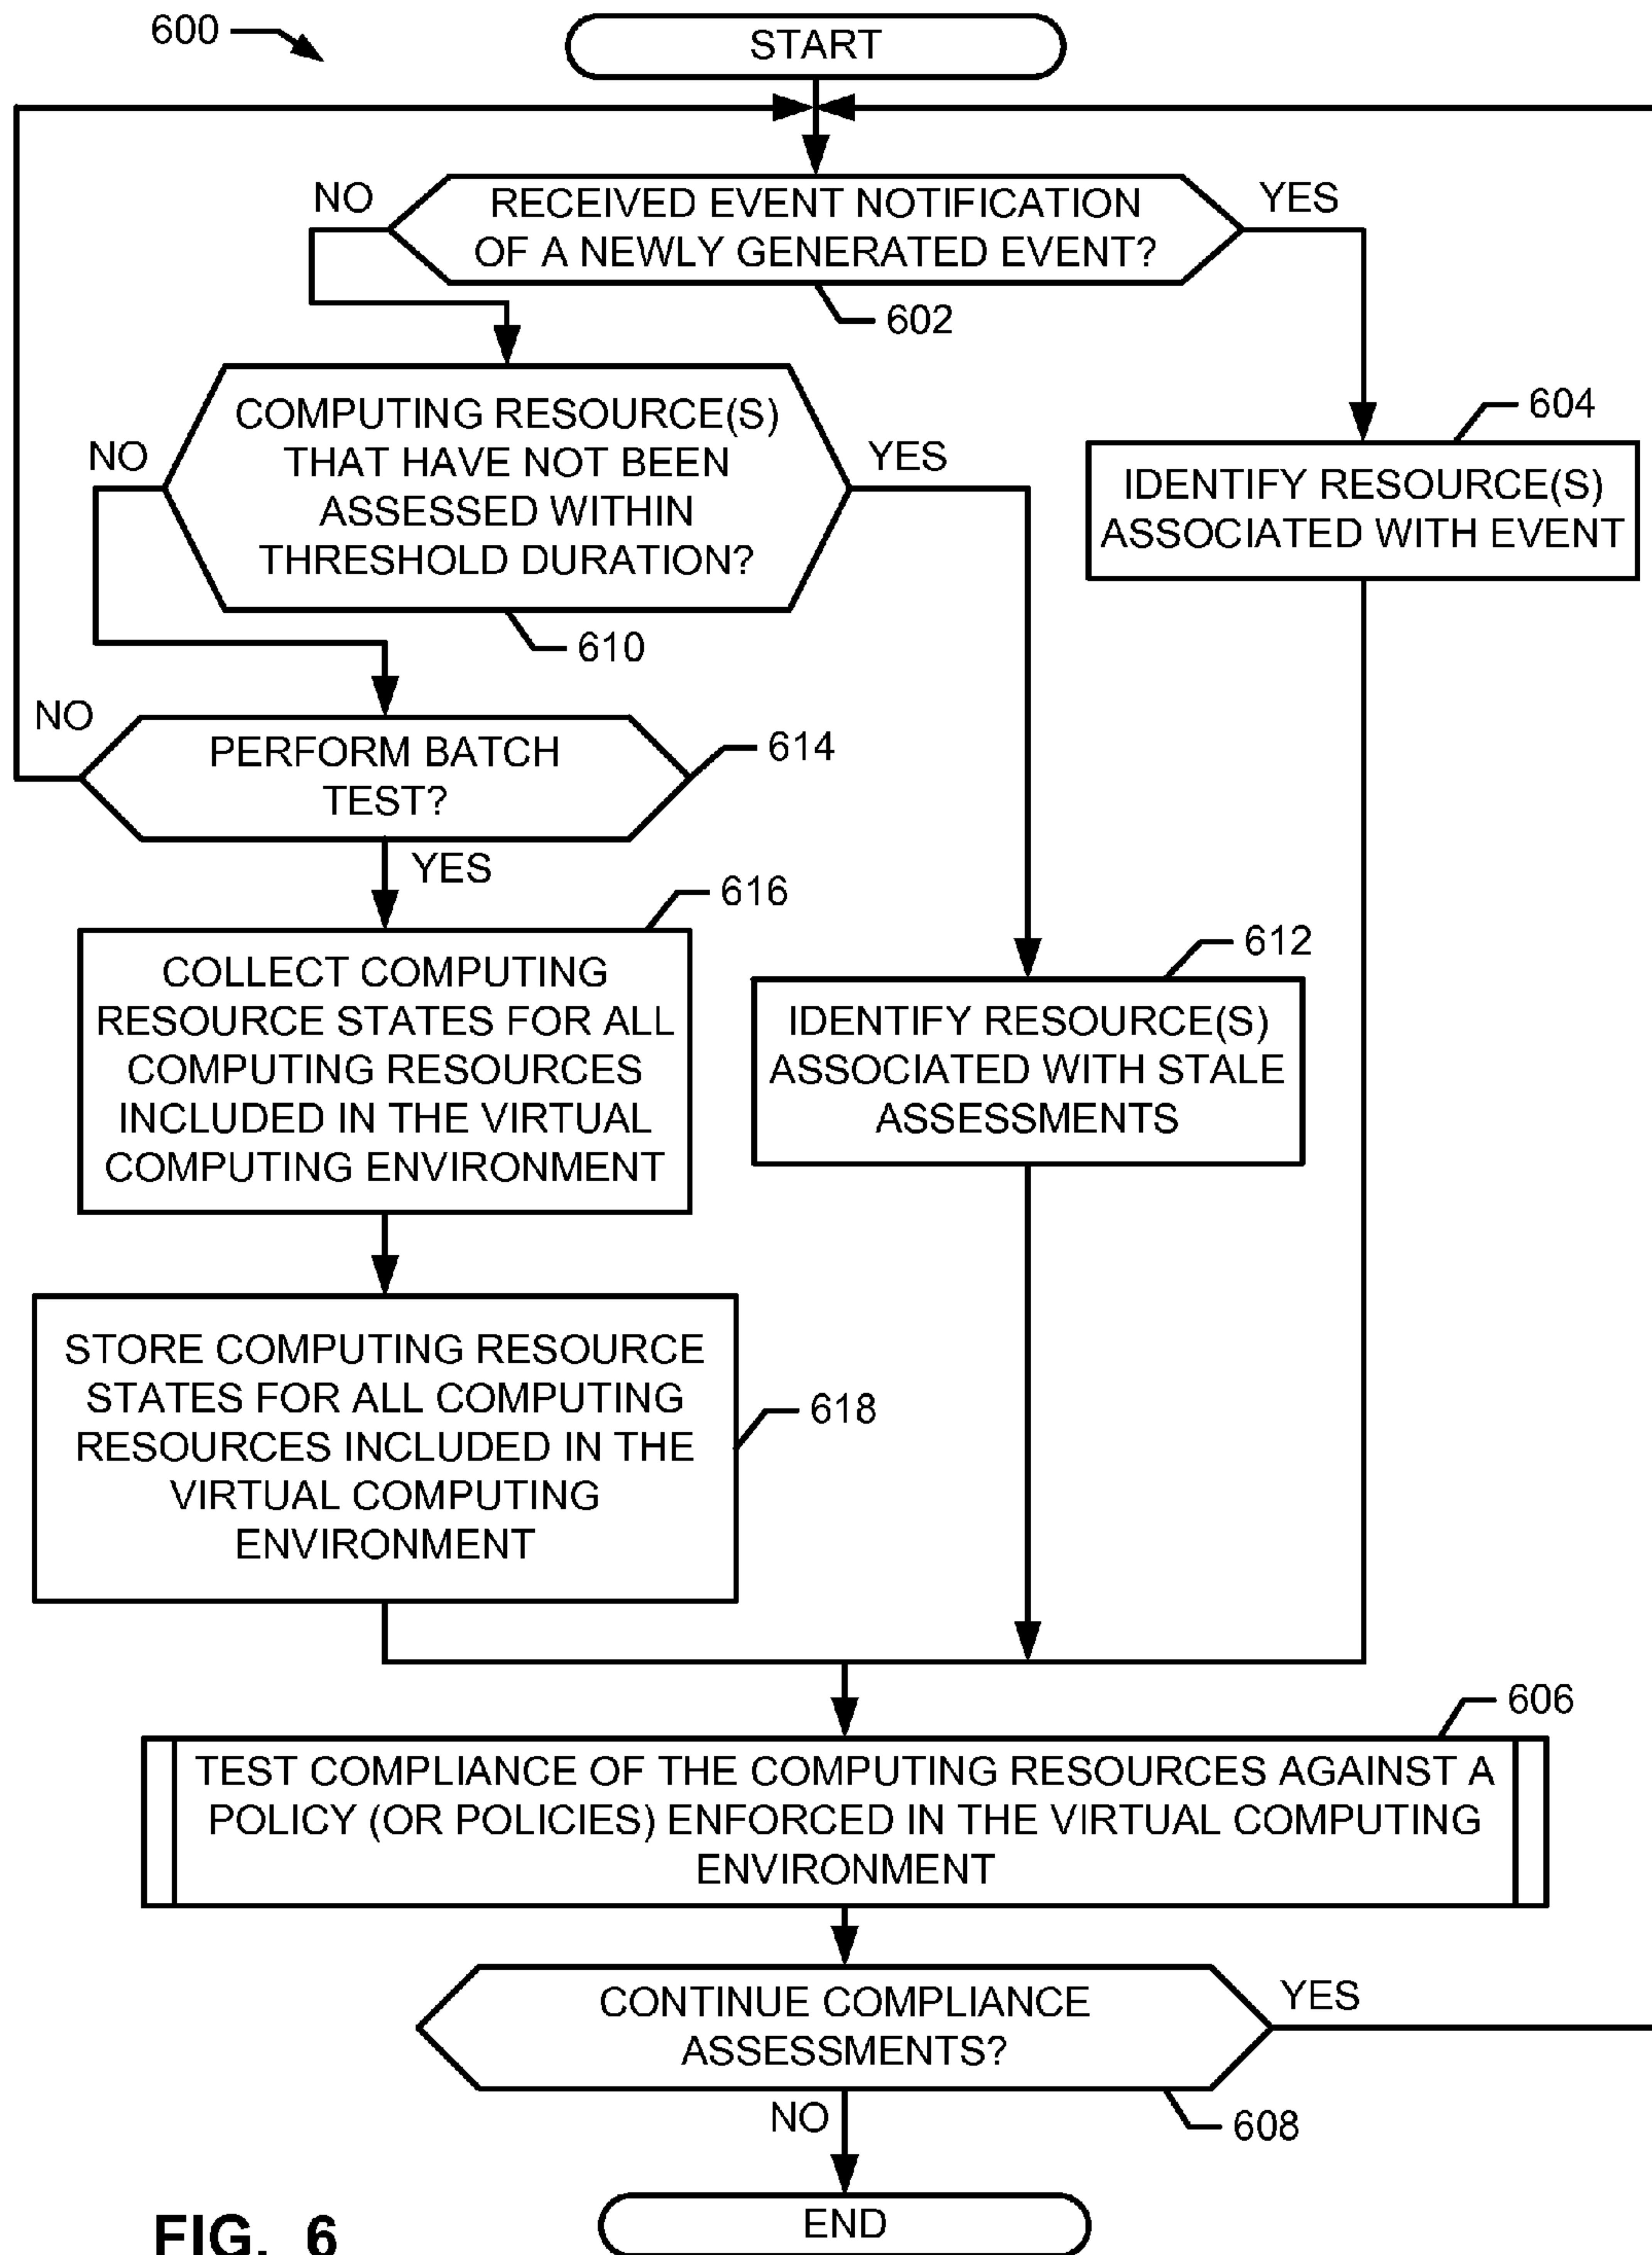 600
START
NO
RECEIVED EVENT NOTIFICATION
OF A NEWLY GENERATED EVENT?
YES
602
COMPUTING RESOURCE(S)
THAT HAVE NOT BEEN
ASSESSED WITHIN
THRESHOLD DURATION?
NO
YES
610
604
IDENTIFY RESOURCE(S)
ASSOCIATED WITH EVENT
NO
PERFORM BATCH
TEST?
614
YES
616
COLLECT COMPUTING
RESOURCE STATES FOR ALL
COMPUTING RESOURCES
INCLUDED IN THE VIRTUAL
COMPUTING ENVIRONMENT
612
IDENTIFY RESOURCE(S)
ASSOCIATED WITH STALE
ASSESSMENTS
STORE COMPUTING RESOURCE
STATES FOR ALL COMPUTING
RESOURCES INCLUDED IN THE
VIRTUAL COMPUTING
ENVIRONMENT
618
606
TEST COMPLIANCE OF THE COMPUTING RESOURCES AGAINST A
POLICY (OR POLICIES) ENFORCED IN THE VIRTUAL COMPUTING
ENVIRONMENT
CONTINUE COMPLIANCE
ASSESSMENTS?
YES
NO
608
END
FIG. 6